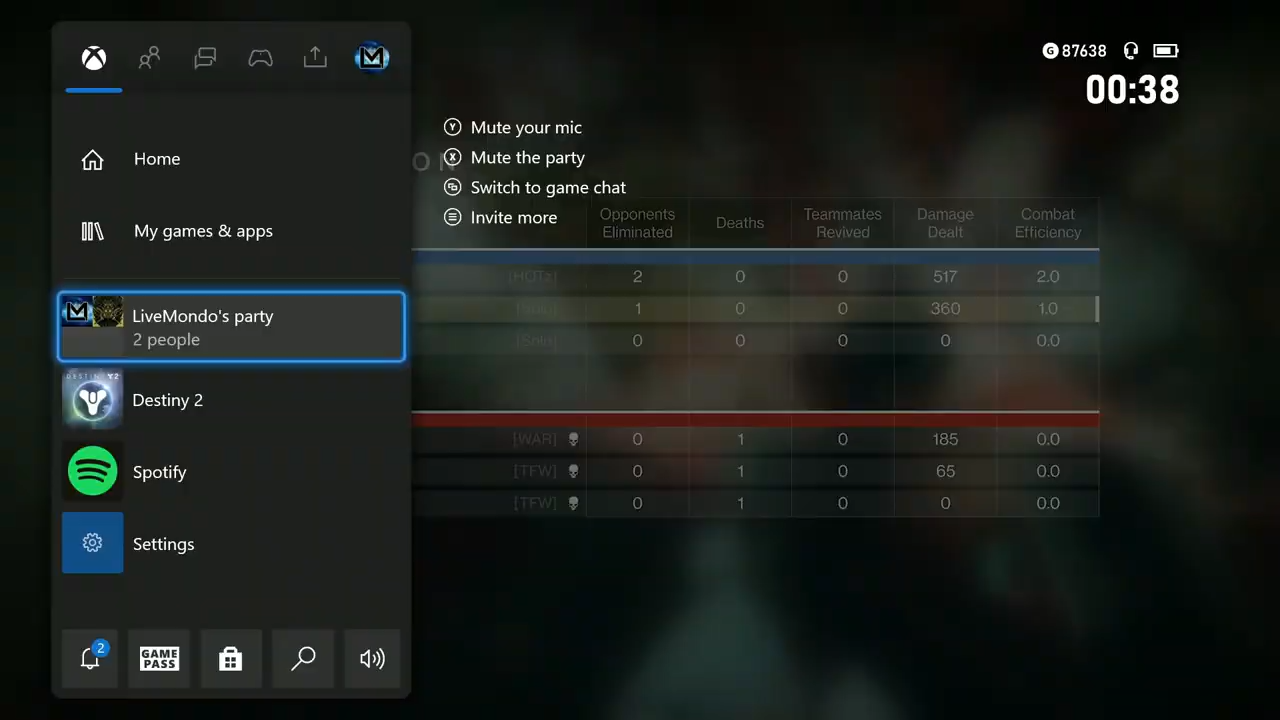 G 87638
00:38
Home
My games & apps
LiveMondo's party
2 people
DESTINY 2
Destiny 2
Spotify
Settings
2
GAME PASS
Y Mute your mic
X Mute the party
Switch to game chat
Invite more
ON
Opponents Eliminated Deaths Teammates Revived Damage Dealt Combat Efficiency
[HOTz] 2 0 0 517 2.0
[Solo] 1 0 0 360 1.0
[Solo] 0 0 0 0 0.0
[WAR] 0 1 0 185 0.0
[TFW] 0 1 0 65 0.0
[TFW] 0 1 0 0 0.0